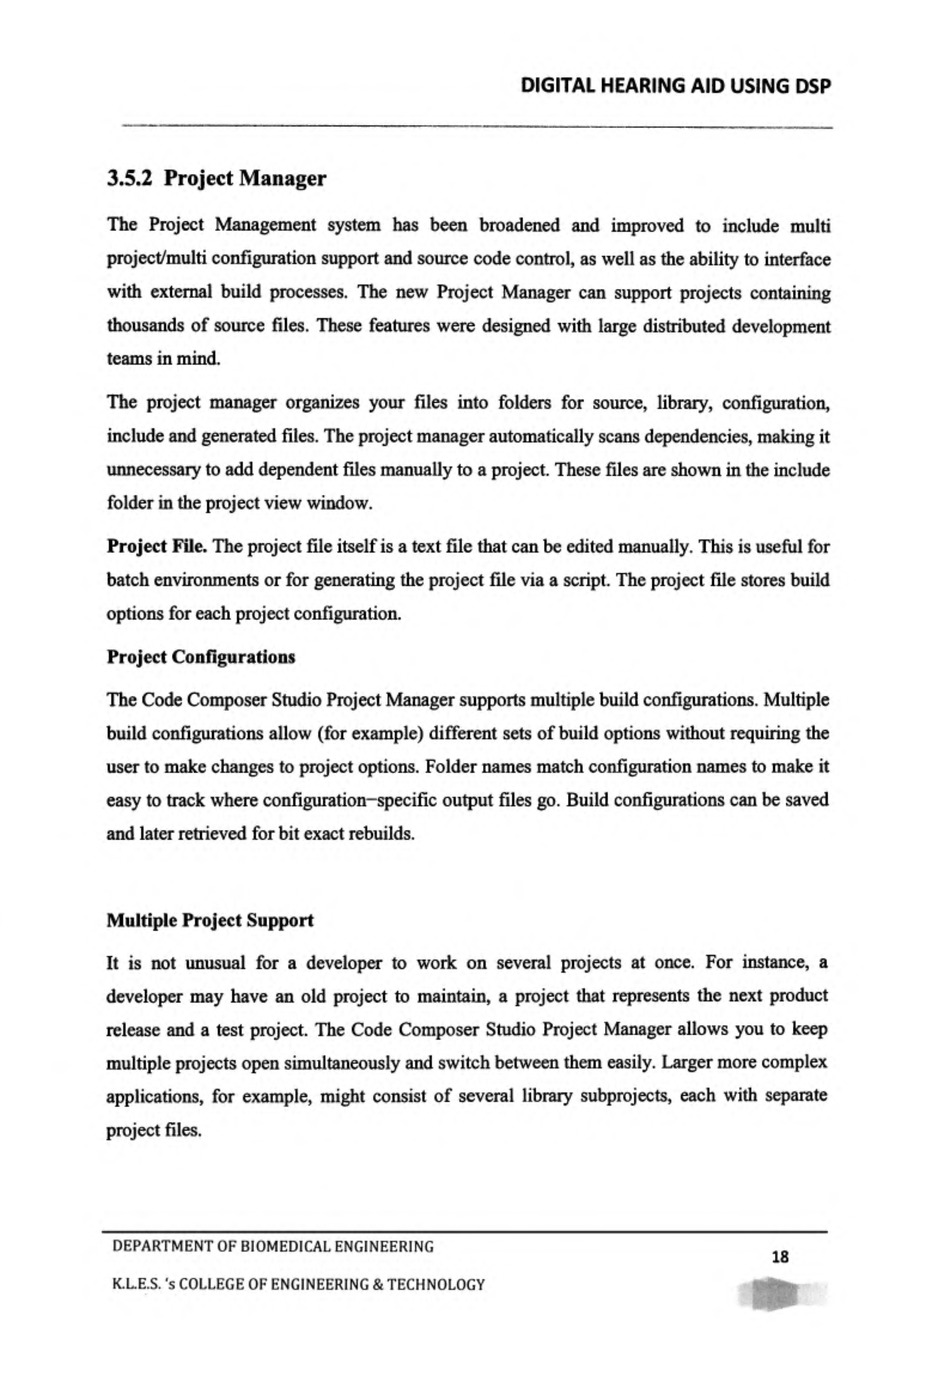 DIGITAL HEARING AID USING DSP
3.5.2 Project Manager
The Project Management system has been broadened and improved to include multi
project/multi configuration support and source code control, as well as the ability to interface
with external build processes. The new Project Manager can support projects containing
thousands of source files. These features were designed with large distributed development
teams in mind.
The project manager organizes your files into folders for source, library, configuration,
include and generated files. The project manager automatically scans dependencies, making it
unnecessary to add dependent files manually to a project. These files are shown in the include
folder in the project view window.
Project File. The project file itself is a text file that can be edited manually. This is useful for
batch environments or for generating the project file via a script. The project file stores build
options for each project configuration.
Project Configurations
The Code Composer Studio Project Manager supports multiple build configurations. Multiple
build configurations allow (for example) different sets of build options without requiring the
user to make changes to project options. Folder names match configuration names to make it
easy to track where configuration−specific output files go. Build configurations can be saved
and later retrieved for bit exact rebuilds.
Multiple Project Support
It is not unusual for a developer to work on several projects at once. For instance, a
developer may have an old project to maintain, a project that represents the next product
release and a test project. The Code Composer Studio Project Manager allows you to keep
multiple projects open simultaneously and switch between them easily. Larger more complex
applications, for example, might consist of several library subprojects, each with separate
project files.
DEPARTMENT OF BIOMEDICAL ENGINEERING
18
K.L.E.S. 's COLLEGE OF ENGINEERING & TECHNOLOGY